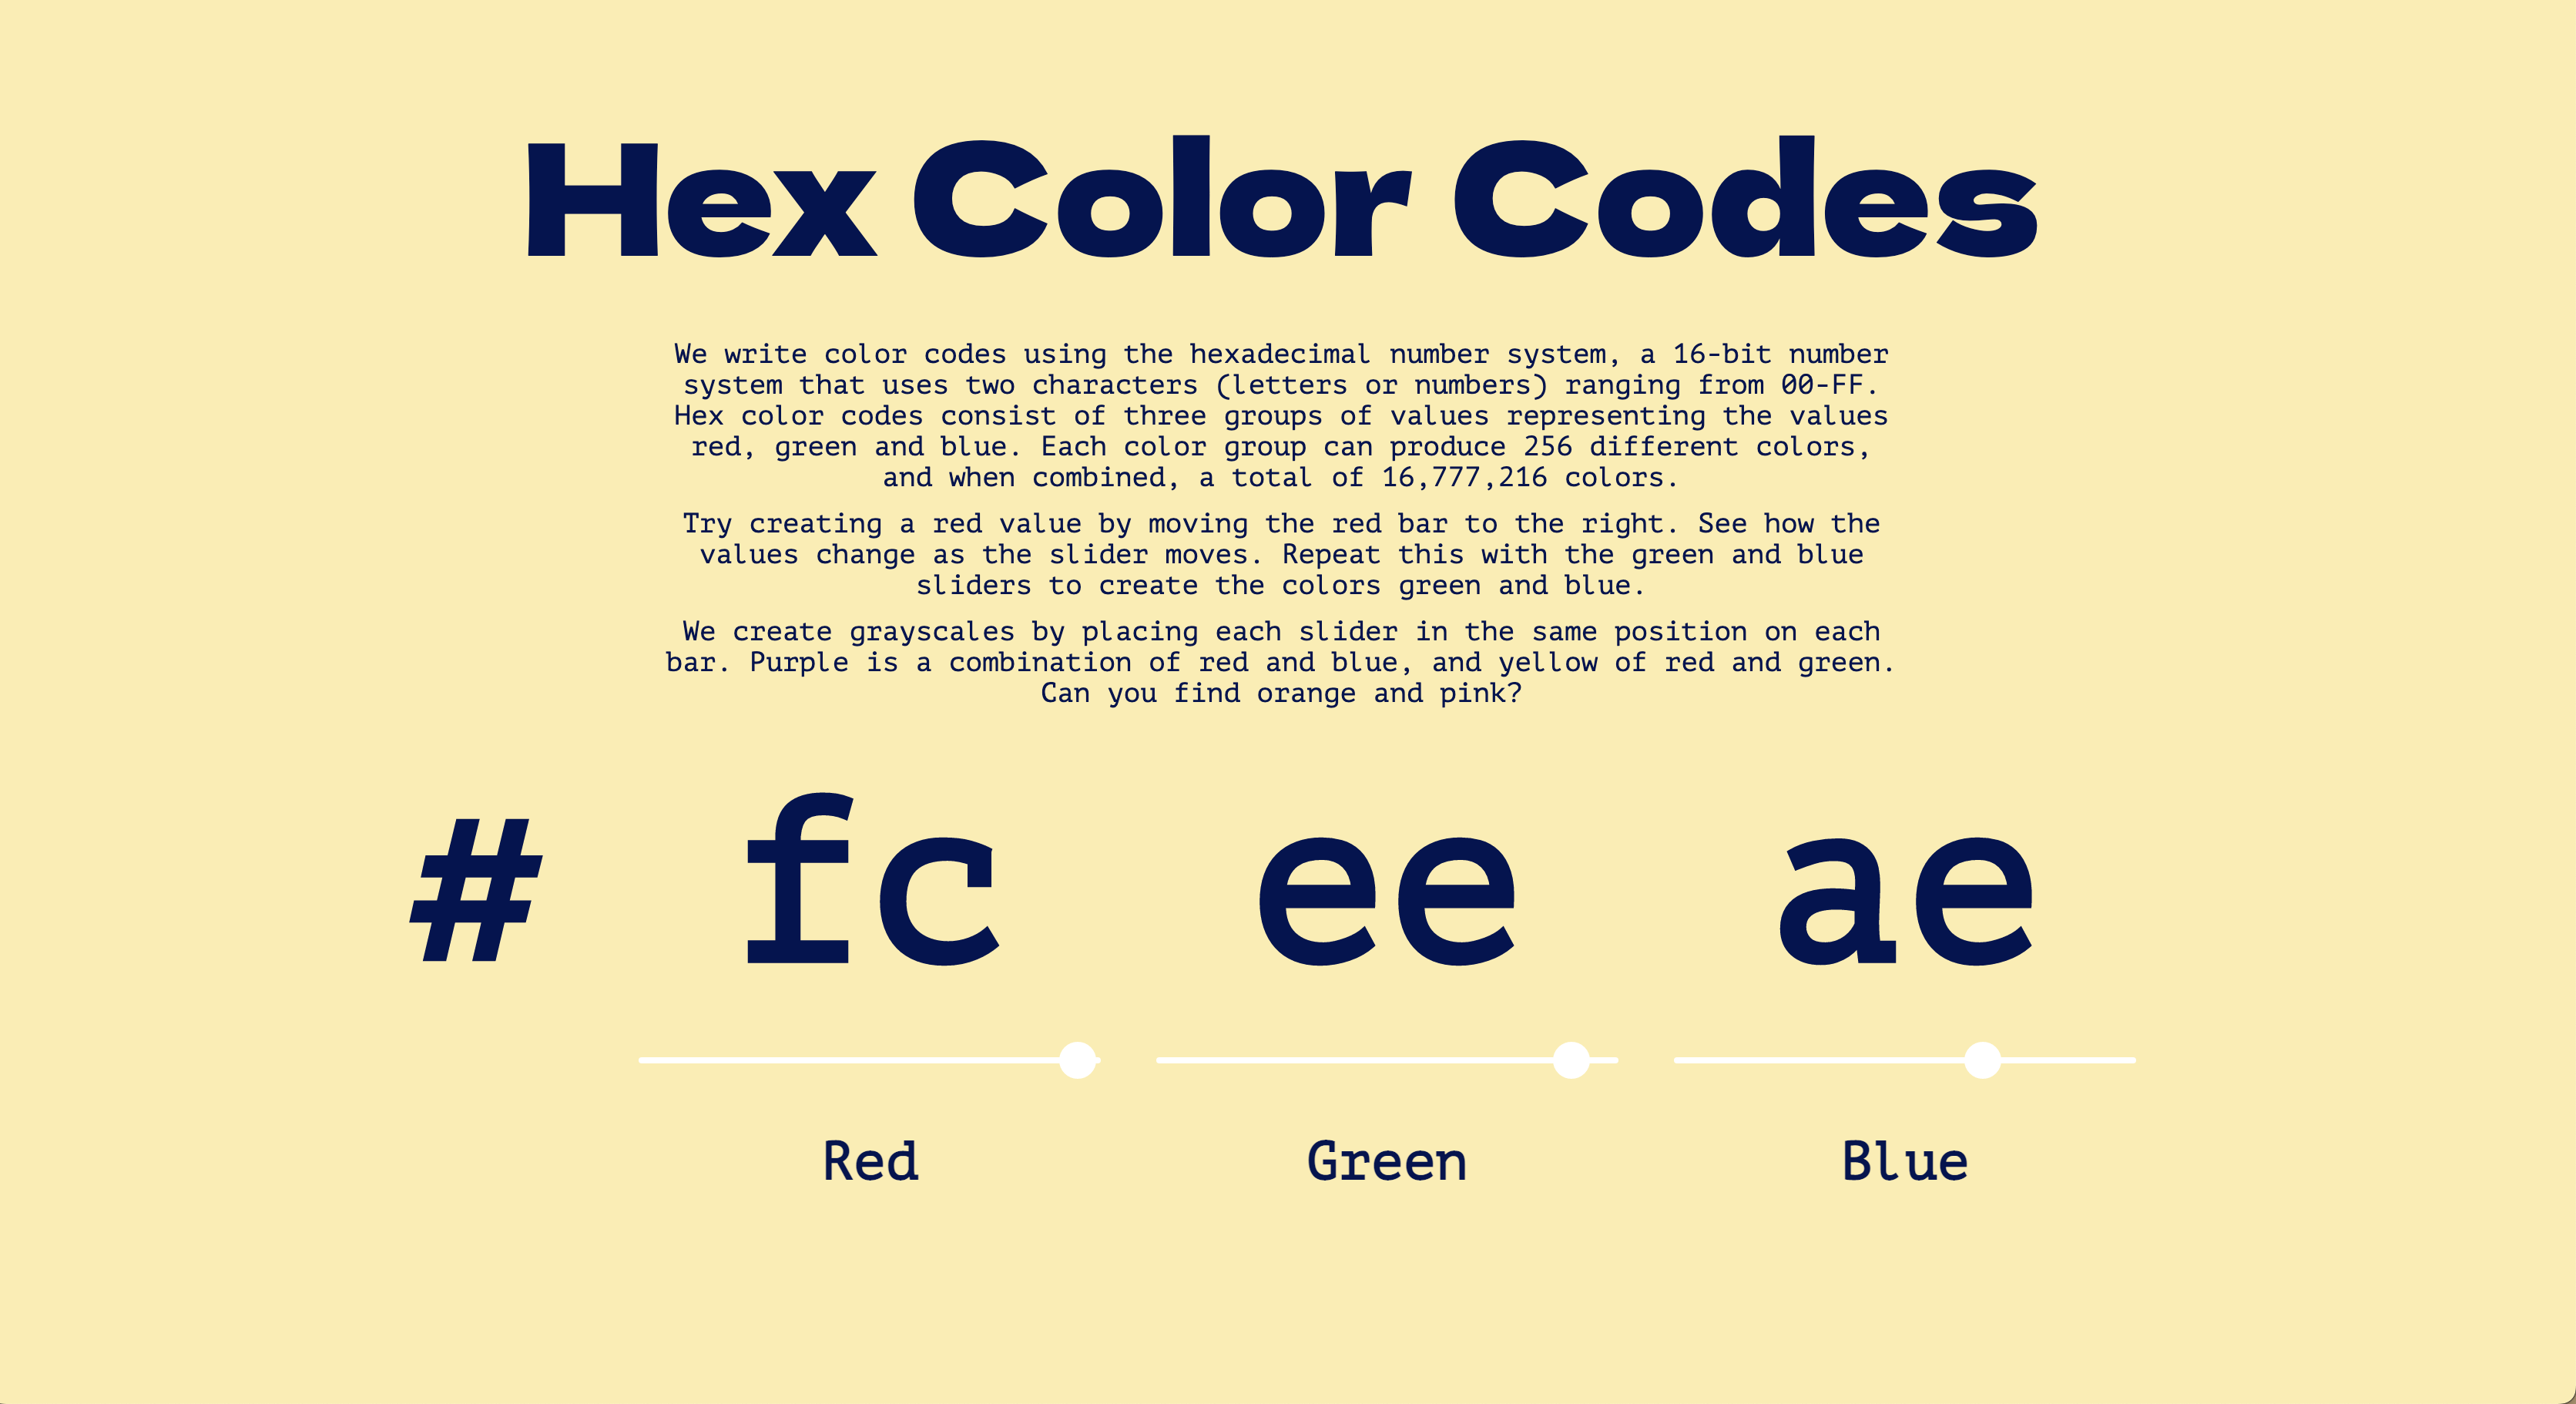 Hex Color Codes
We write color codes using the hexadecimal number system, a 16-bit number
system that uses two characters (letters or numbers) ranging from 00-FF.
Hex color codes consist of three groups of values representing the values
red, green and blue. Each color group can produce 256 different colors,
and when combined, a total of 16,777,216 colors.
Try creating a red value by moving the red bar to the right. See how the
values change as the slider moves. Repeat this with the green and blue
sliders to create the colors green and blue.
We create grayscales by placing each slider in the same position on each
bar. Purple is a combination of red and blue, and yellow of red and green.
Can you find orange and pink?
# fc ee ae
Red Green Blue